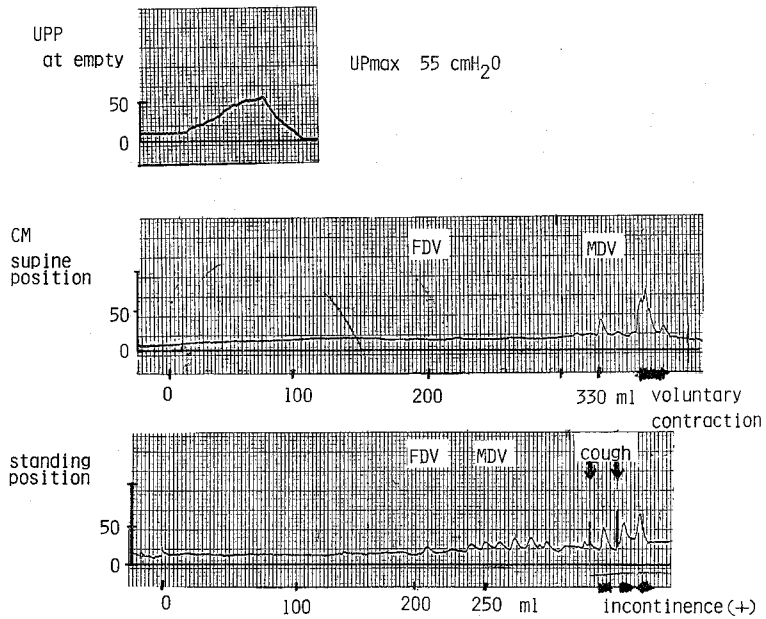 UPP
at empty
UPmax 55 cmH₂O
50
0
CM
supine
position
FDV
MDV
50
0
0
100
200
330 ml
voluntary
contraction
standing
position
FDV
MDV
cough
50
0
0
100
200
250 ml
incontinence(+)